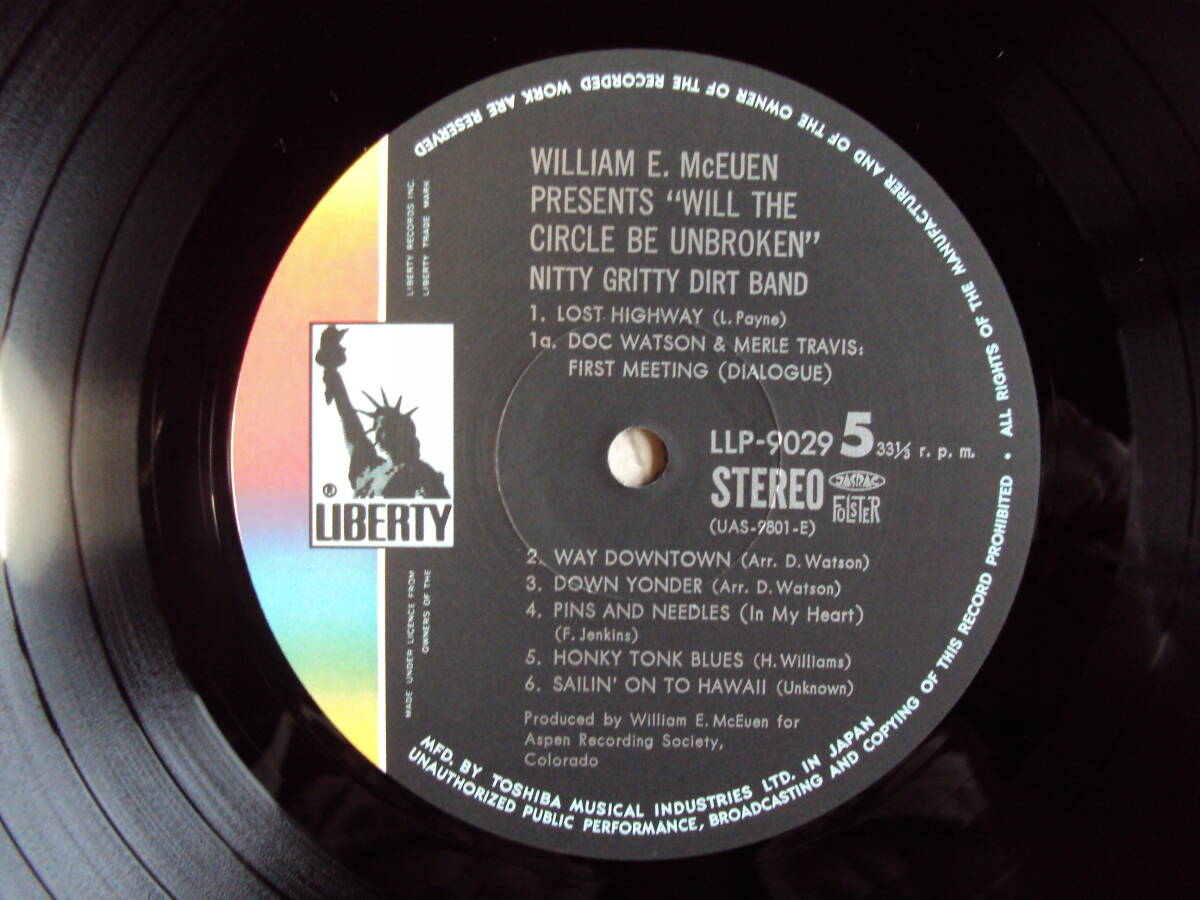 WILLIAM E. McEUEN
PRESENTS “WILL THE
CIRCLE BE UNBROKEN”
NITTY GRITTY DIRT BAND
1. LOST HIGHWAY (L. Payne)
1a. DOC WATSON & MERLE TRAVIS:
FIRST MEETING (DIALOGUE)
LLP-9029 5 33⅓ r. p. m.
STEREO JASRAC
FOLSTER
(UAS-9801-E)
2. WAY DOWNTOWN (Arr. D. Watson)
3. DOWN YONDER (Arr. D. Watson)
4. PINS AND NEEDLES (In My Heart)
(F. Jenkins)
5. HONKY TONK BLUES (H. Williams)
6. SAILIN' ON TO HAWAII (Unknown)
Produced by William E. McEuen for
Aspen Recording Society,
Colorado
® LIBERTY
LIBERTY RECORDS INC.
LIBERTY TRADE MARK
MADE UNDER LICENCE FROM
OWNERS OF THE
MFD. BY TOSHIBA MUSICAL INDUSTRIES LTD. IN JAPAN
UNAUTHORIZED PUBLIC PERFORMANCE, BROADCASTING AND COPYING OF THIS RECORD PROHIBITED • ALL RIGHTS OF THE MANUFACTURER AND OF THE OWNER OF THE RECORDED WORK ARE RESERVED